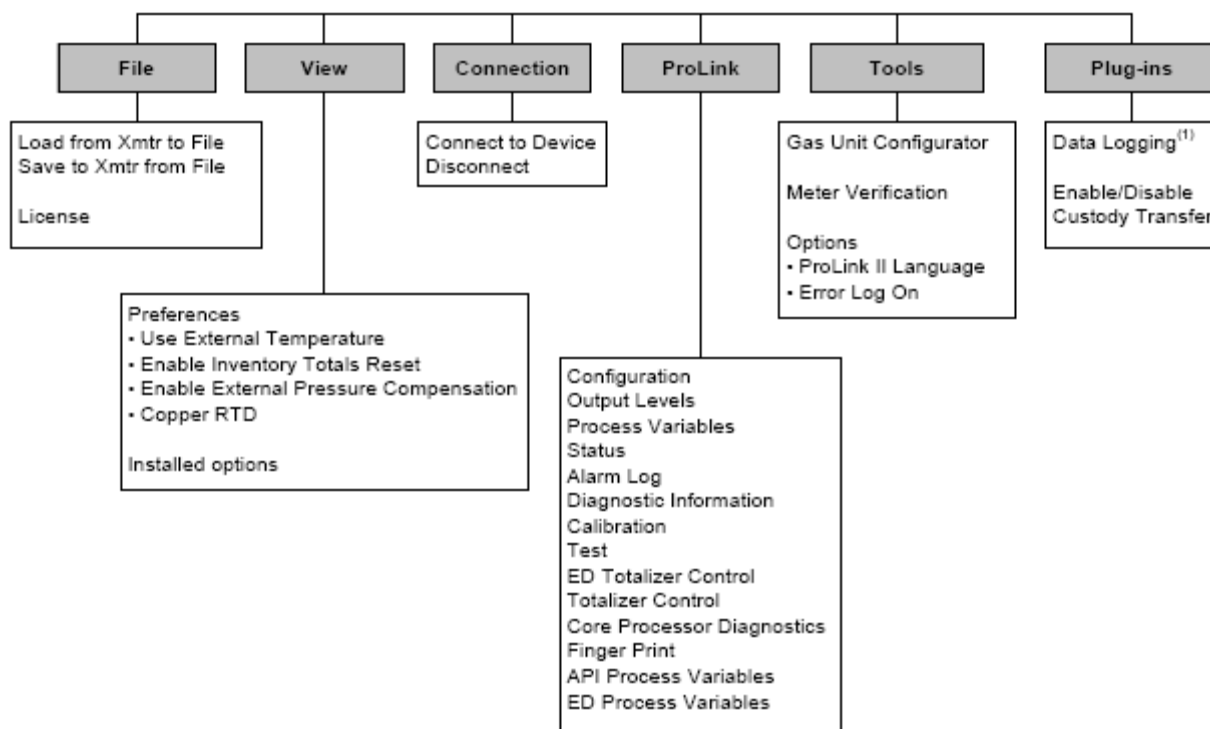 File
View
Connection
ProLink
Tools
Plug-ins
Load from Xmtr to File
Save to Xmtr from File
License
Connect to Device
Disconnect
Gas Unit Configurator
Meter Verification
Options
• ProLink II Language
• Error Log On
Data Logging(1)
Enable/Disable
Custody Transfer
Preferences
• Use External Temperature
• Enable Inventory Totals Reset
• Enable External Pressure Compensation
• Copper RTD
Installed options
Configuration
Output Levels
Process Variables
Status
Alarm Log
Diagnostic Information
Calibration
Test
ED Totalizer Control
Totalizer Control
Core Processor Diagnostics
Finger Print
API Process Variables
ED Process Variables